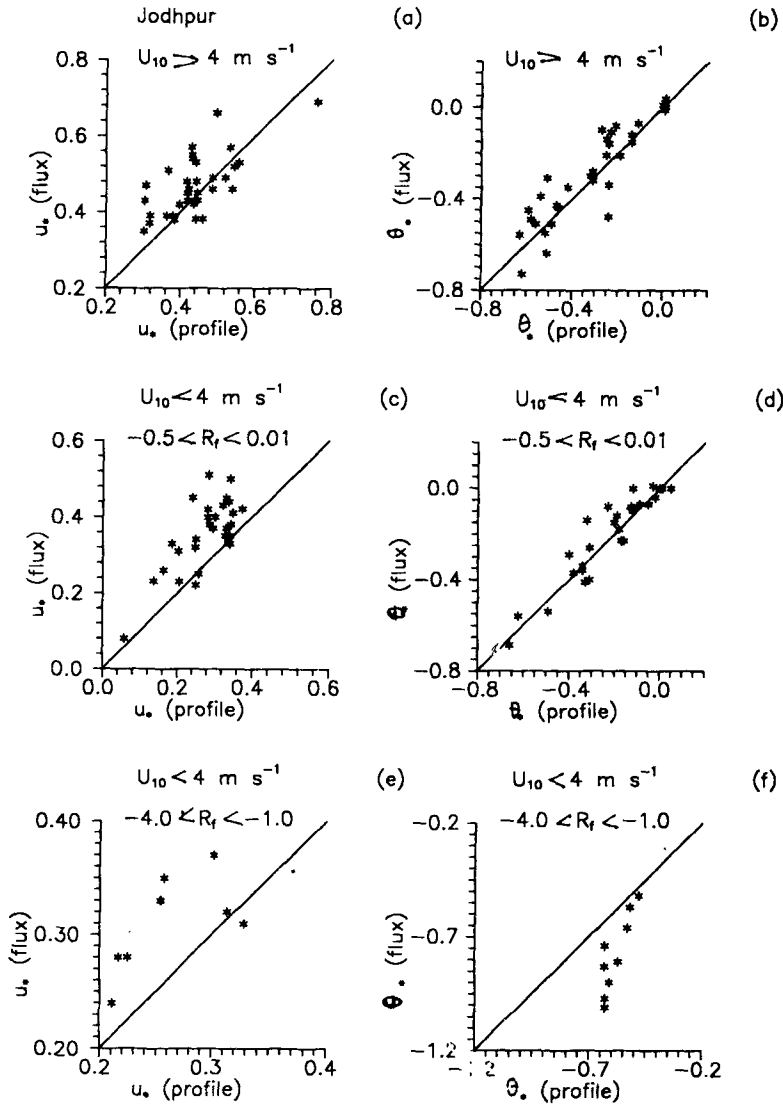 Jodhpur
(a)
(b)
U₁₀ > 4 m s⁻¹
U₁₀ > 4 m s⁻¹
0.8
0.6
0.4
0.2
u* (flux)
0.2 0.4 0.6 0.8
u* (profile)
0.0
−0.4
−0.8
θ* (flux)
−0.8 −0.4 0.0
θ* (profile)
U₁₀ < 4 m s⁻¹
(c)
−0.5 < Rf < 0.01
U₁₀ < 4 m s⁻¹
(d)
−0.5 < Rf < 0.01
0.6
0.4
0.2
0.0
u* (flux)
0.0 0.2 0.4 0.6
u* (profile)
0.0
−0.4
−0.8
θ* (flux)
−0.8 −0.4 0.0
θ* (profile)
U₁₀ < 4 m s⁻¹
(e)
−4.0 < Rf < −1.0
U₁₀ < 4 m s⁻¹
(f)
−4.0 < Rf < −1.0
0.40
0.30
0.20
u* (flux)
0.2 0.3 0.4
u* (profile)
−0.2
−0.7
−1.2
θ* (flux)
−0.7 −0.2
θ* (profile)